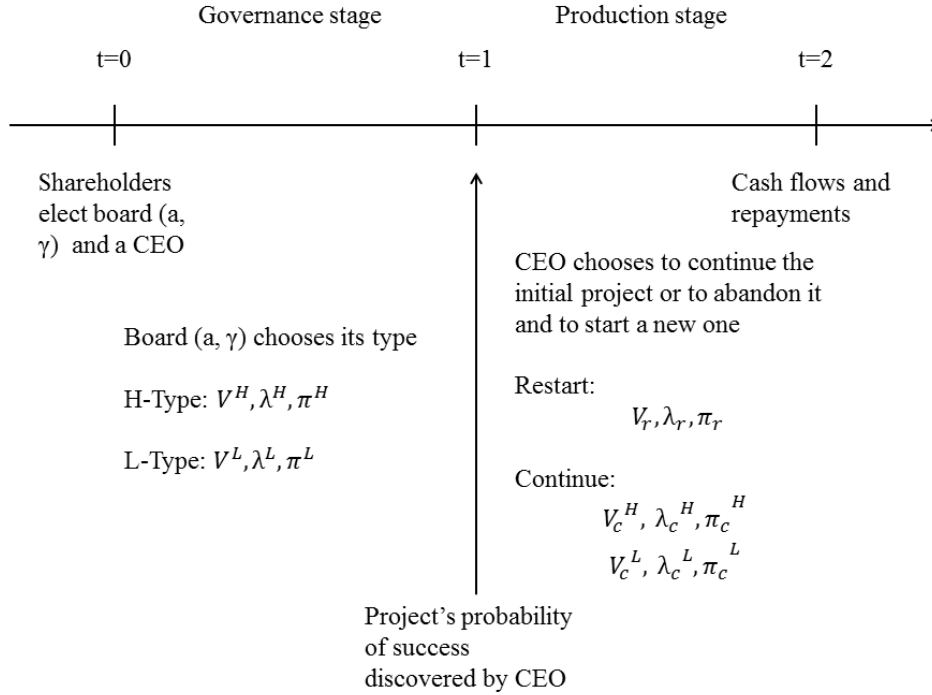 Governance stage
Production stage
t=0
t=1
t=2
Shareholders
elect board (a,
γ) and a CEO
Cash flows and
repayments
CEO chooses to continue the
initial project or to abandon it
and to start a new one
Board (a, γ) chooses its type
H-Type: V^H, λ^H, π^H
L-Type: V^L, λ^L, π^L
Restart:
V_r, λ_r, π_r
Continue:
V_c^H, λ_c^H, π_c^H
V_c^L, λ_c^L, π_c^L
Project’s probability
of success
discovered by CEO